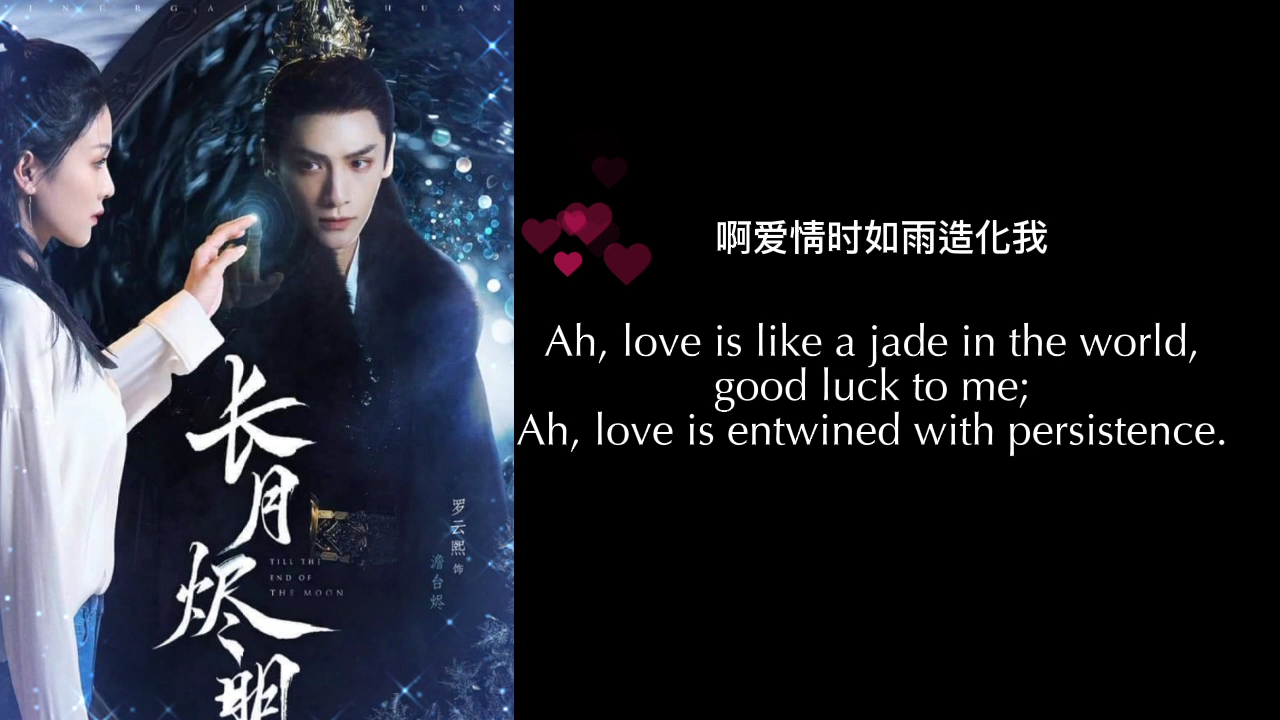 INERGALE HUAN
长月烬明
TILL THE
END OF
THE MOON
罗云熙 饰
澹台烬
啊爱情时如雨造化我
Ah, love is like a jade in the world,
good luck to me;
Ah, love is entwined with persistence.